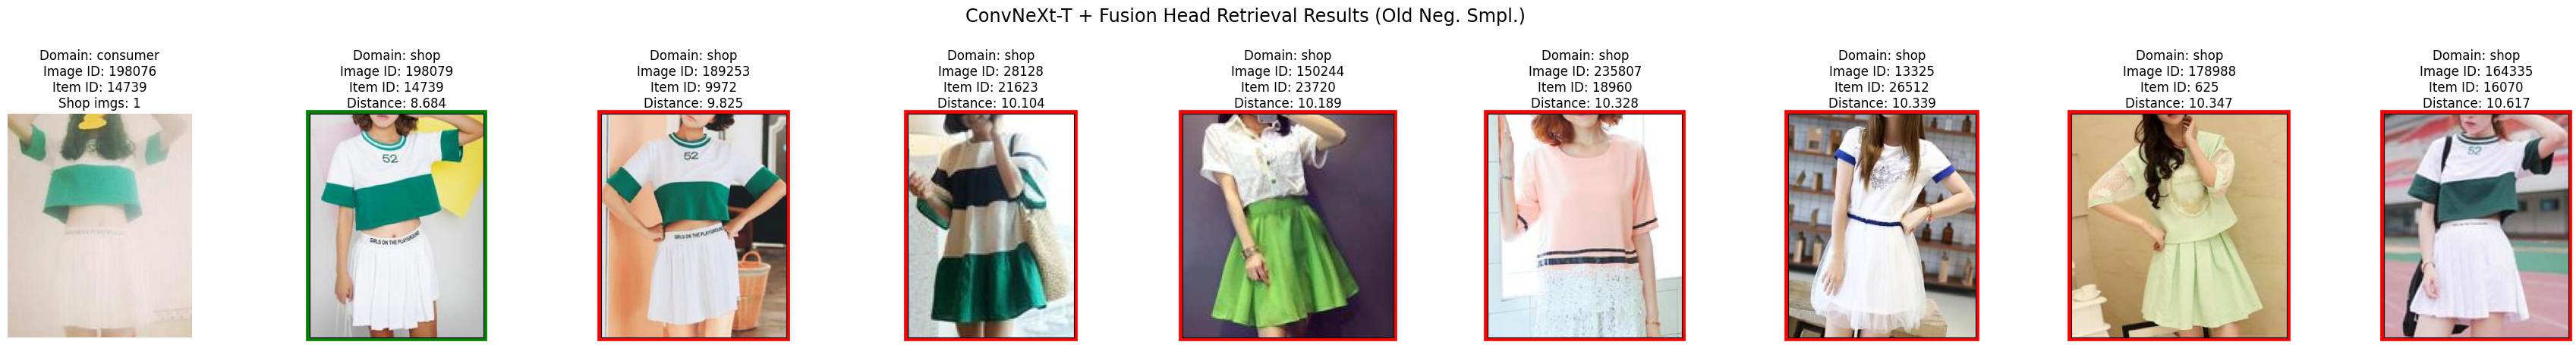 ConvNeXt-T + Fusion Head Retrieval Results (Old Neg. Smpl.)
Domain: consumer
Image ID: 198076
Item ID: 14739
Shop imgs: 1
Domain: shop
Image ID: 198079
Item ID: 14739
Distance: 8.684
52
GIRLS ON THE PLAYGROUND
Domain: shop
Image ID: 189253
Item ID: 9972
Distance: 9.825
52
GIRLS ON THE PLAYGROUND
Domain: shop
Image ID: 28128
Item ID: 21623
Distance: 10.104
Domain: shop
Image ID: 150244
Item ID: 23720
Distance: 10.189
Domain: shop
Image ID: 235807
Item ID: 18960
Distance: 10.328
Domain: shop
Image ID: 13325
Item ID: 26512
Distance: 10.339
Domain: shop
Image ID: 178988
Item ID: 625
Distance: 10.347
Domain: shop
Image ID: 164335
Item ID: 16070
Distance: 10.617
52